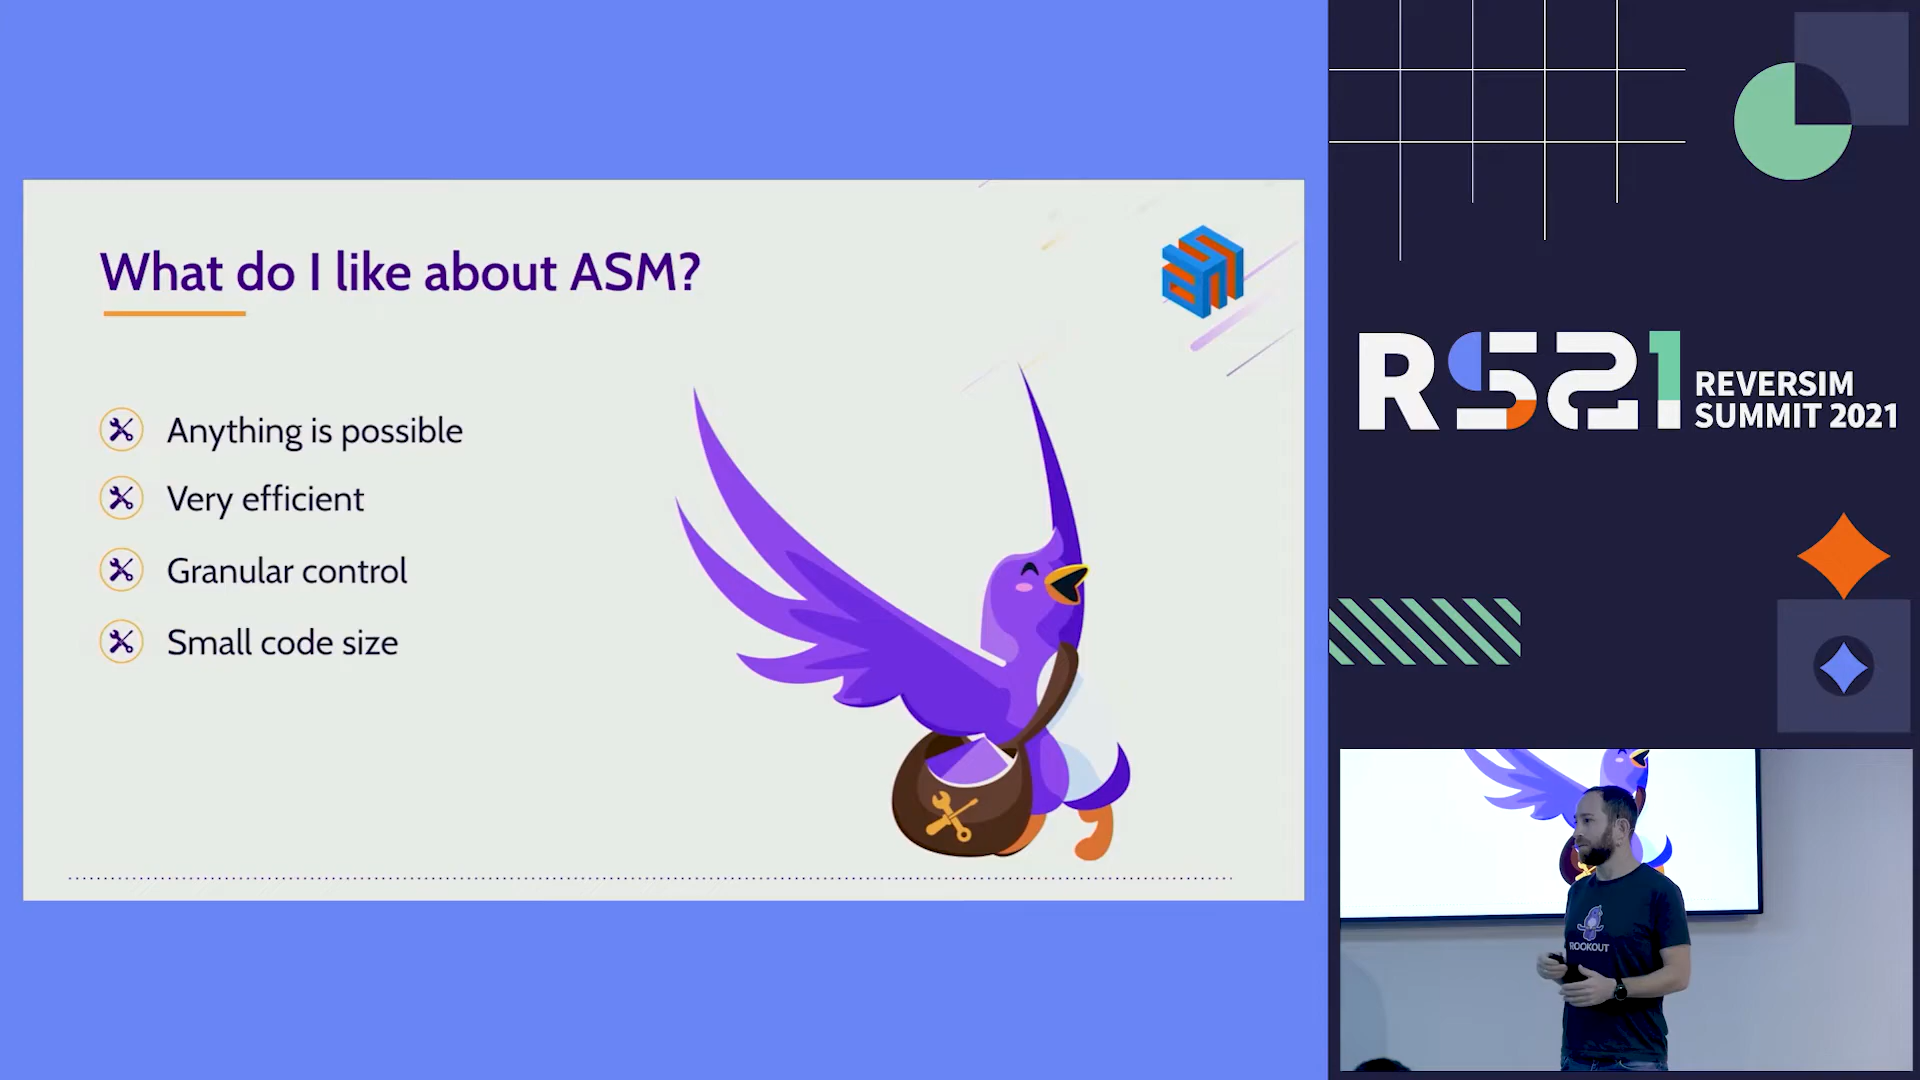 What do I like about ASM?
Anything is possible
Very efficient
Granular control
Small code size
RS21
REVERSIM
SUMMIT 2021
ROOKOUT